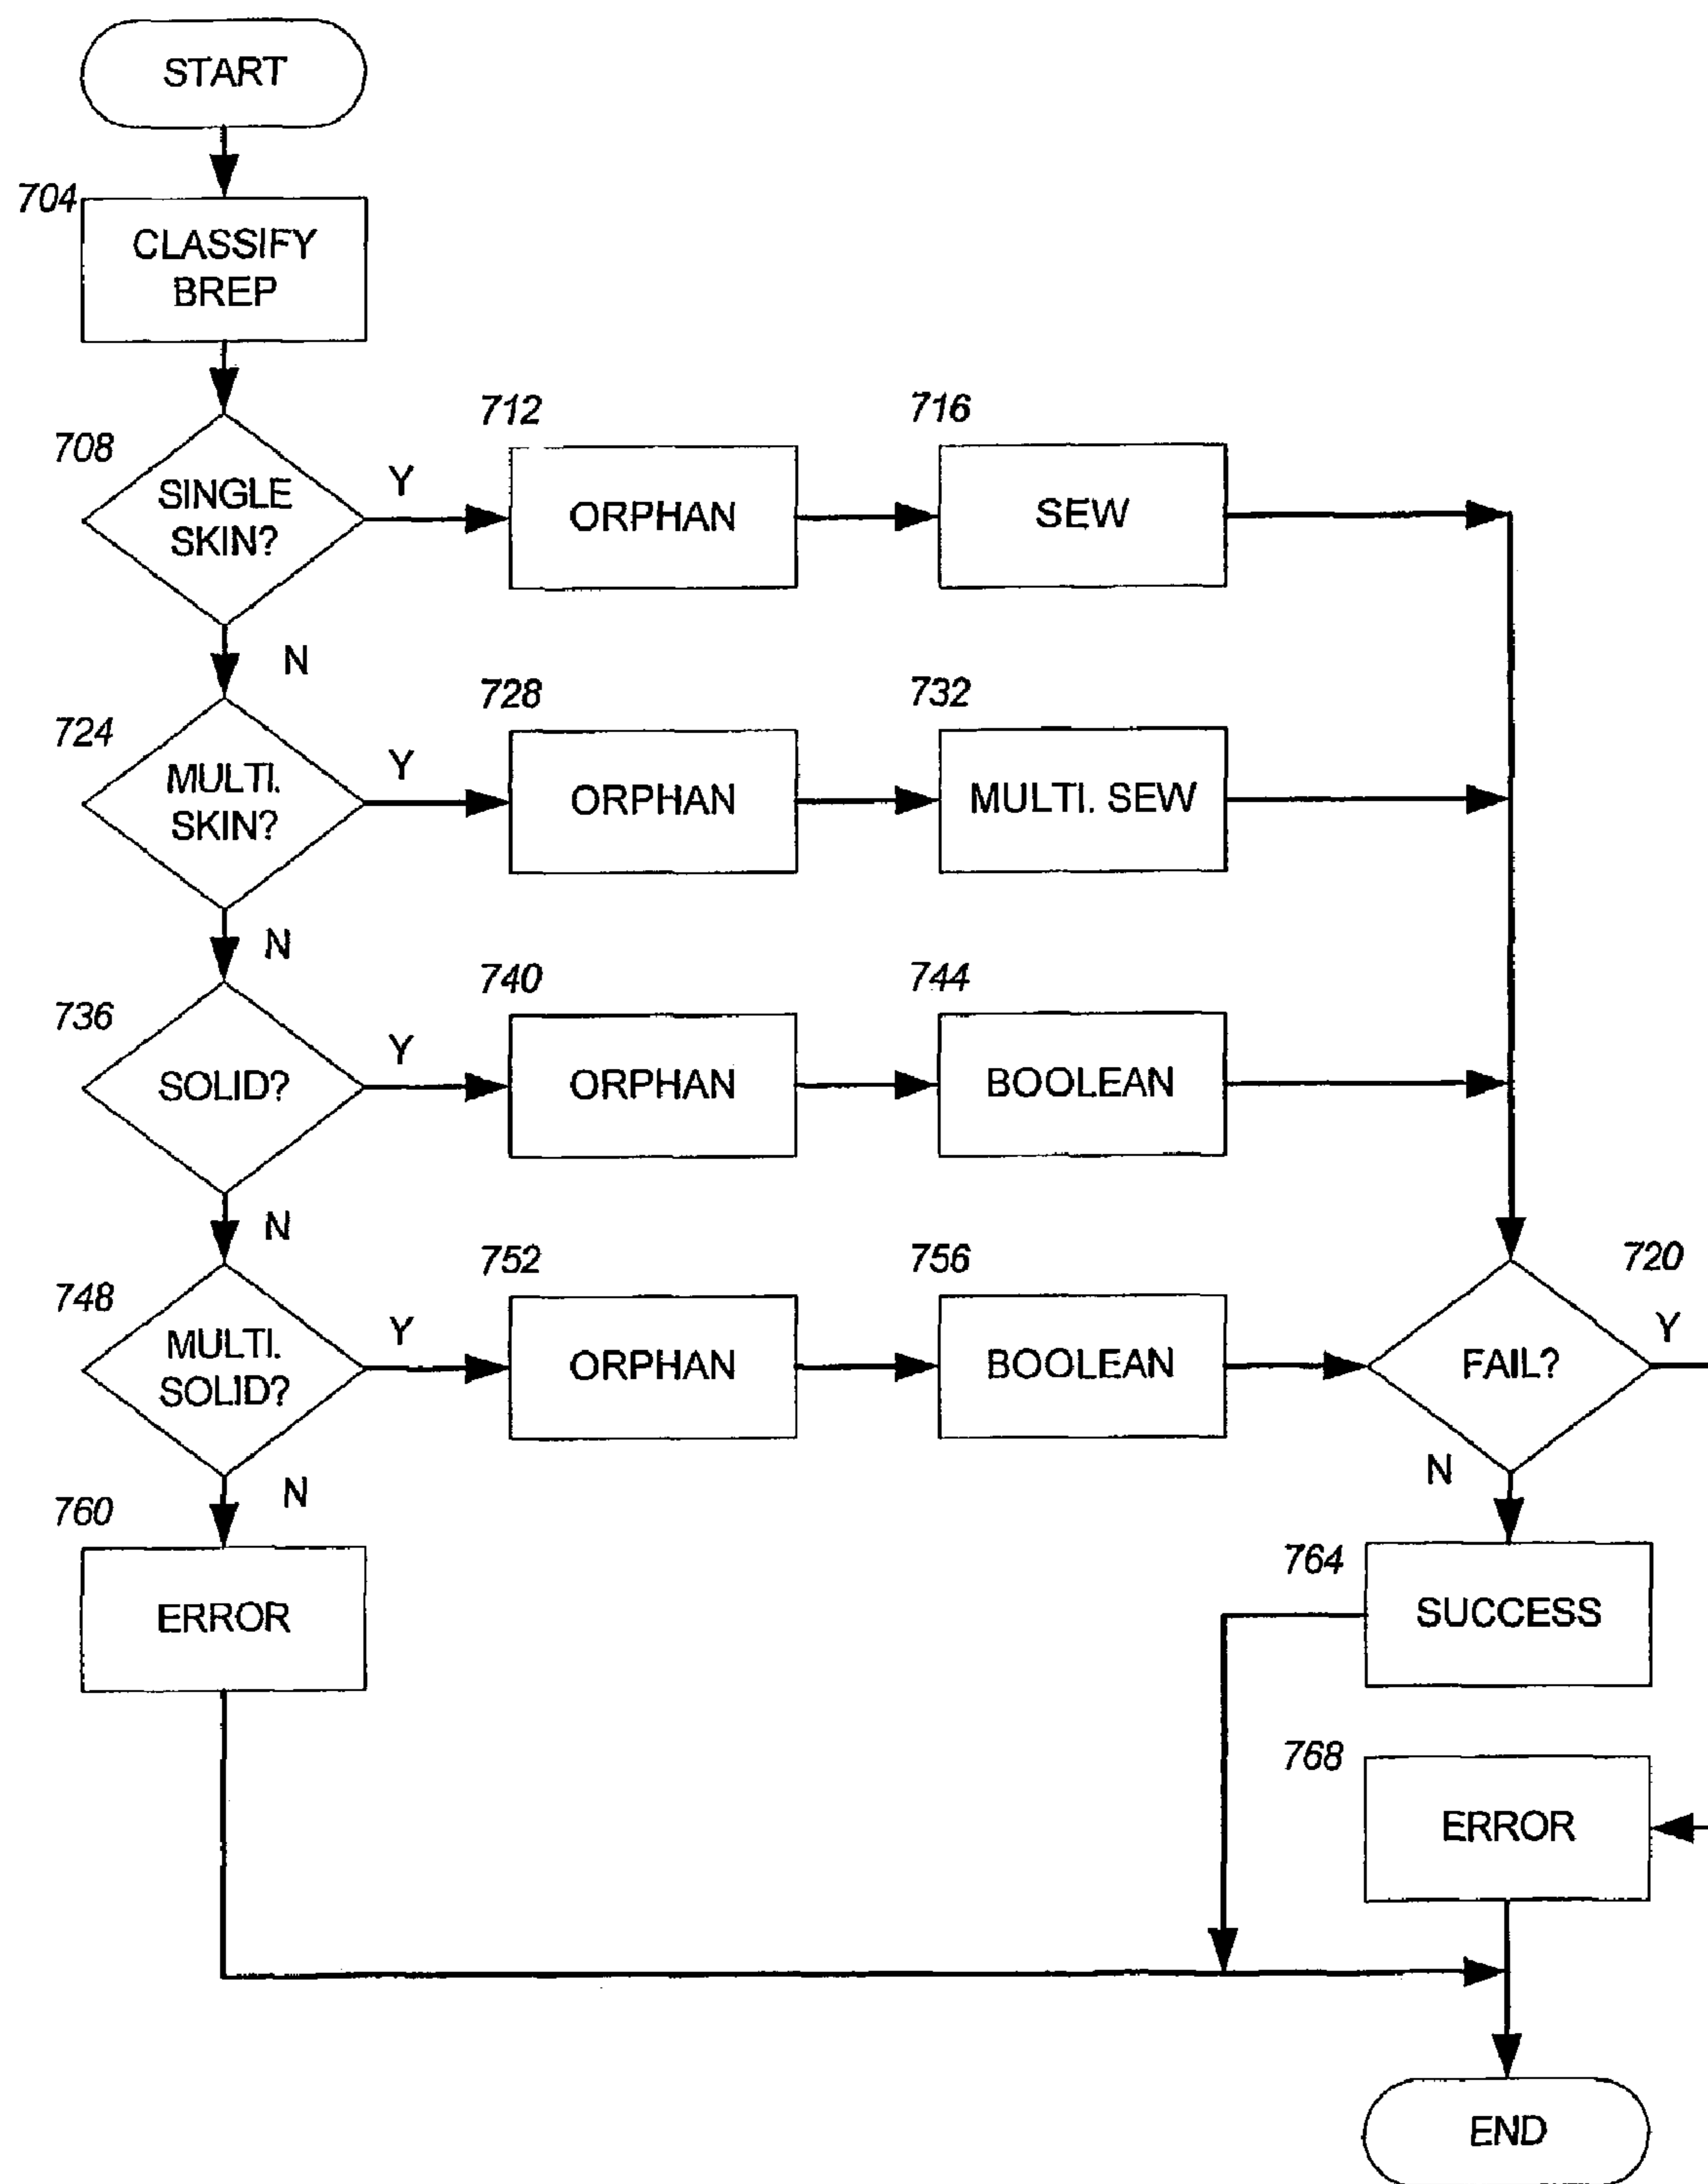 START
704
CLASSIFY
BREP
712
716
708
SINGLE
SKIN?
Y
ORPHAN
SEW
N
728
732
724
MULTI.
SKIN?
Y
ORPHAN
MULTI. SEW
N
740
744
736
SOLID?
Y
ORPHAN
BOOLEAN
N
752
756
720
748
MULTI.
SOLID?
Y
ORPHAN
BOOLEAN
FAIL?
Y
N
N
760
ERROR
764
SUCCESS
768
ERROR
END